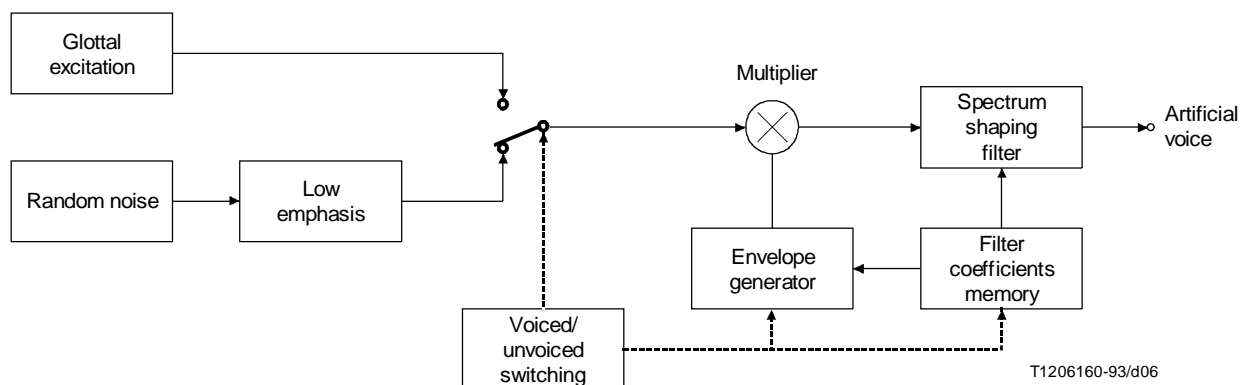 Glottal
excitation
Multiplier
Spectrum
shaping
filter
Artificial
voice
Random noise
Low
emphasis
Envelope
generator
Filter
coefficients
memory
Voiced/
unvoiced
switching
T1206160-93/d06